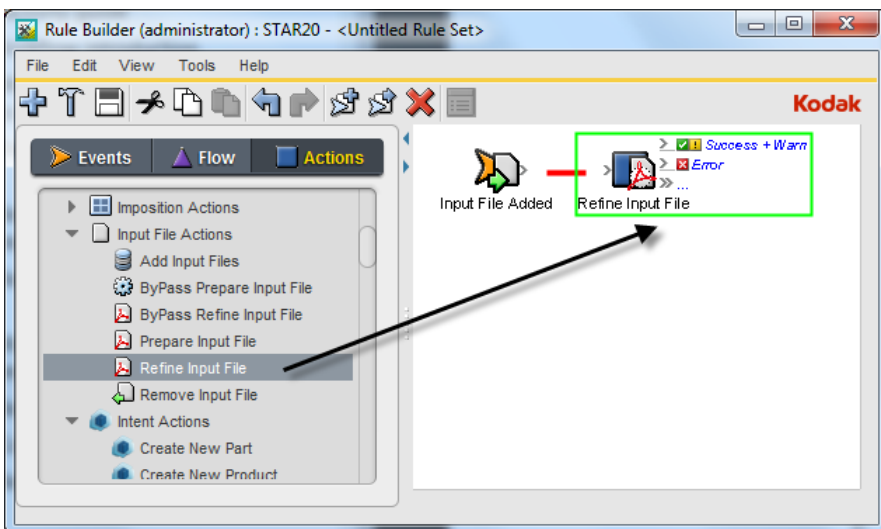 Rule Builder (administrator) : STAR20 - <Untitled Rule Set>
File Edit View Tools Help
Kodak
Events Flow Actions
Imposition Actions
Input File Actions
Add Input Files
ByPass Prepare Input File
ByPass Refine Input File
Prepare Input File
Refine Input File
Remove Input File
Intent Actions
Create New Part
Create New Product
Success + Warn
Error
...
Input File Added
Refine Input File